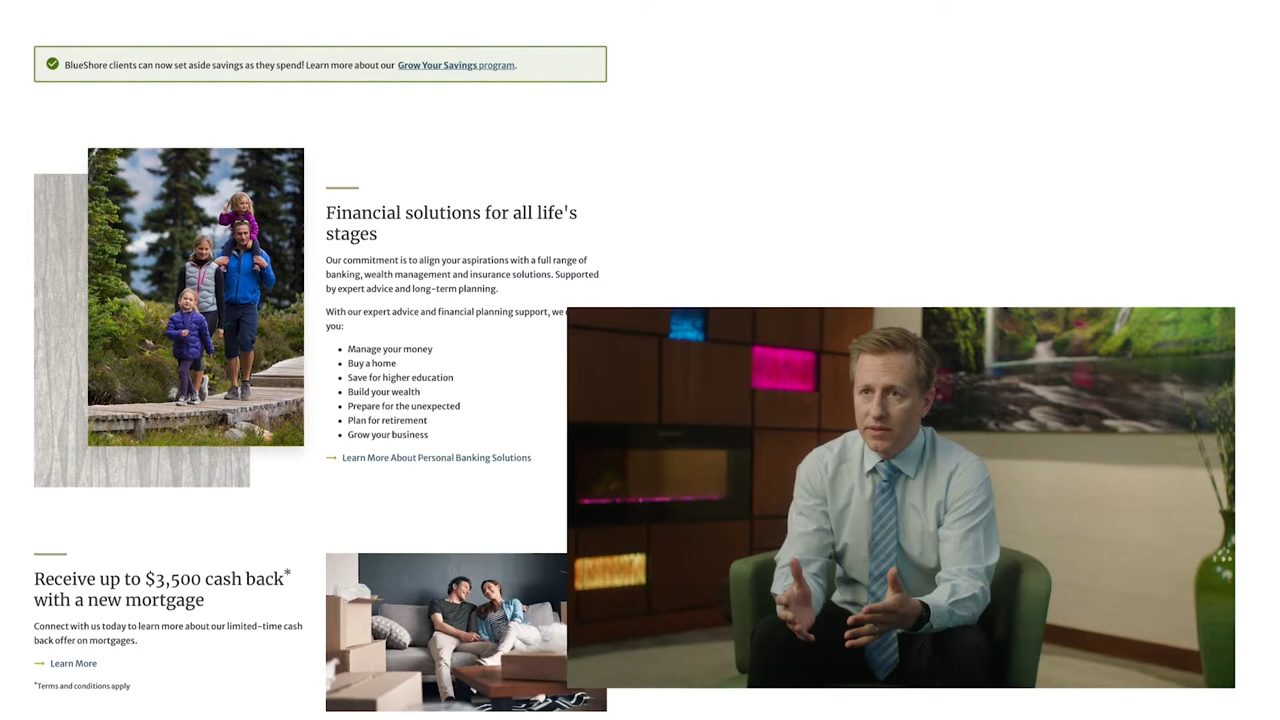 BlueShore clients can now set aside savings as they spend! Learn more about our Grow Your Savings program.
Financial solutions for all life's
stages
Our commitment is to align your aspirations with a full range of
banking, wealth management and insurance solutions. Supported
by expert advice and long-term planning.
With our expert advice and financial planning support, we
you:
• Manage your money
• Buy a home
• Save for higher education
• Build your wealth
• Prepare for the unexpected
• Plan for retirement
• Grow your business
Learn More About Personal Banking Solutions
Receive up to $3,500 cash back*
with a new mortgage
Connect with us today to learn more about our limited-time cash
back offer on mortgages.
Learn More
*Terms and conditions apply